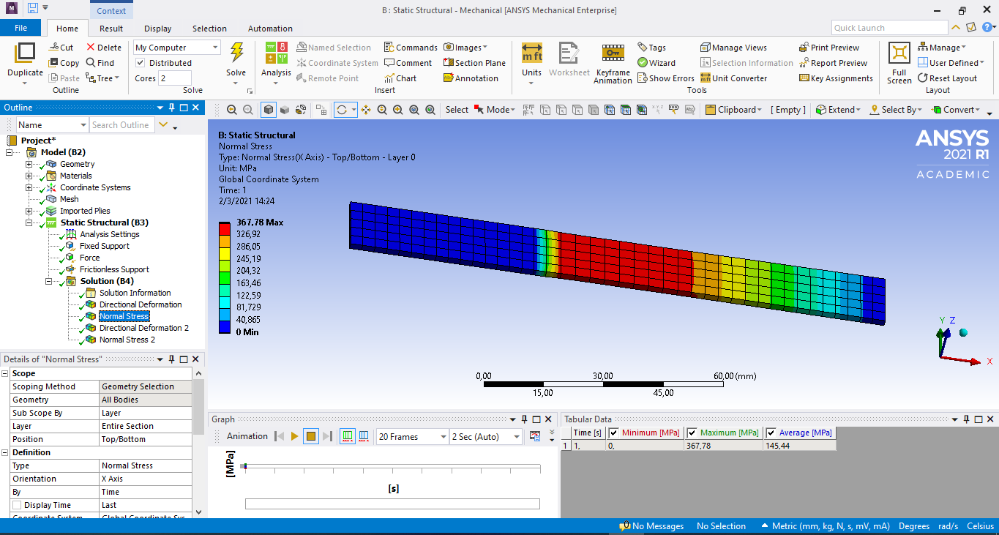 Context
B : Static Structural - Mechanical [ANSYS Mechanical Enterprise]
File Home Result Display Selection Automation
Quick Launch
Duplicate
Cut
Copy
Paste
Delete
Find
Tree
Outline
My Computer
Distributed
Cores 2
Solve
Solve
Analysis
Named Selection
Coordinate System
Remote Point
Commands
Comment
Chart
Images
Section Plane
Annotation
Insert
Units
Worksheet
Keyframe
Animation
Tags
Wizard
Show Errors
Manage Views
Selection Information
Unit Converter
Print Preview
Report Preview
Key Assignments
Tools
Full
Screen
Manage
User Defined
Reset Layout
Layout
Outline
Name Search Outline
Project*
Model (B2)
Geometry
Materials
Coordinate Systems
Mesh
Imported Plies
Static Structural (B3)
Analysis Settings
Fixed Support
Force
Frictionless Support
Solution (B4)
Solution Information
Directional Deformation
Normal Stress
Directional Deformation 2
Normal Stress 2
Select Mode Clipboard [ Empty ] Extend Select By Convert
B: Static Structural
Normal Stress
Type: Normal Stress(X Axis) - Top/Bottom - Layer 0
Unit: MPa
Global Coordinate System
Time: 1
2/3/2021 14:24
367,78 Max
326,92
286,05
245,19
204,32
163,46
122,59
81,729
40,865
0 Min
ANSYS
2021 R1
ACADEMIC
Y Z
X
0,00 30,00 60,00 (mm)
15,00 45,00
Details of "Normal Stress"
Scope
Scoping Method Geometry Selection
Geometry All Bodies
Sub Scope By Layer
Layer Entire Section
Position Top/Bottom
Definition
Type Normal Stress
Orientation X Axis
By Time
Display Time Last
Coordinate System Global Coordinate Sys...
Graph
Animation 20 Frames 2 Sec (Auto)
[MPa]
[s]
Tabular Data
Time [s] Minimum [MPa] Maximum [MPa] Average [MPa]
1 1, 0, 367,78 145,44
No Messages No Selection Metric (mm, kg, N, s, mV, mA) Degrees rad/s Celsius